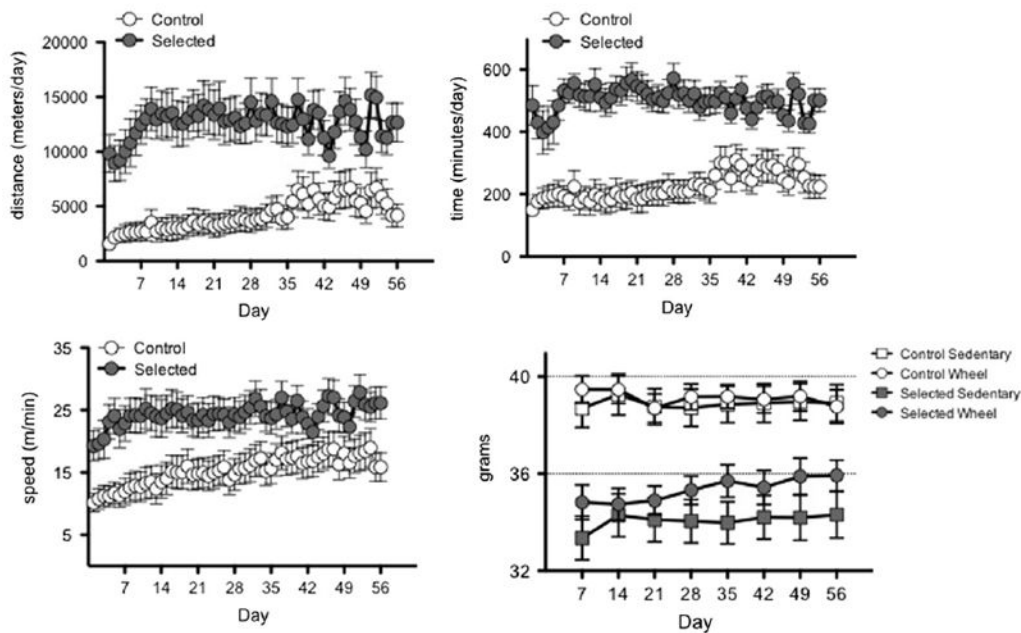 Control
Selected
20000
15000
10000
5000
0
distance (meters/day)
7 14 21 28 35 42 49 56
Day
Control
Selected
600
400
200
0
time (minutes/day)
7 14 21 28 35 42 49 56
Day
Control
Selected
35
25
15
5
speed (m/min)
7 14 21 28 35 42 49 56
Day
Control Sedentary
Control Wheel
Selected Sedentary
Selected Wheel
40
36
32
grams
7 14 21 28 35 42 49 56
Day